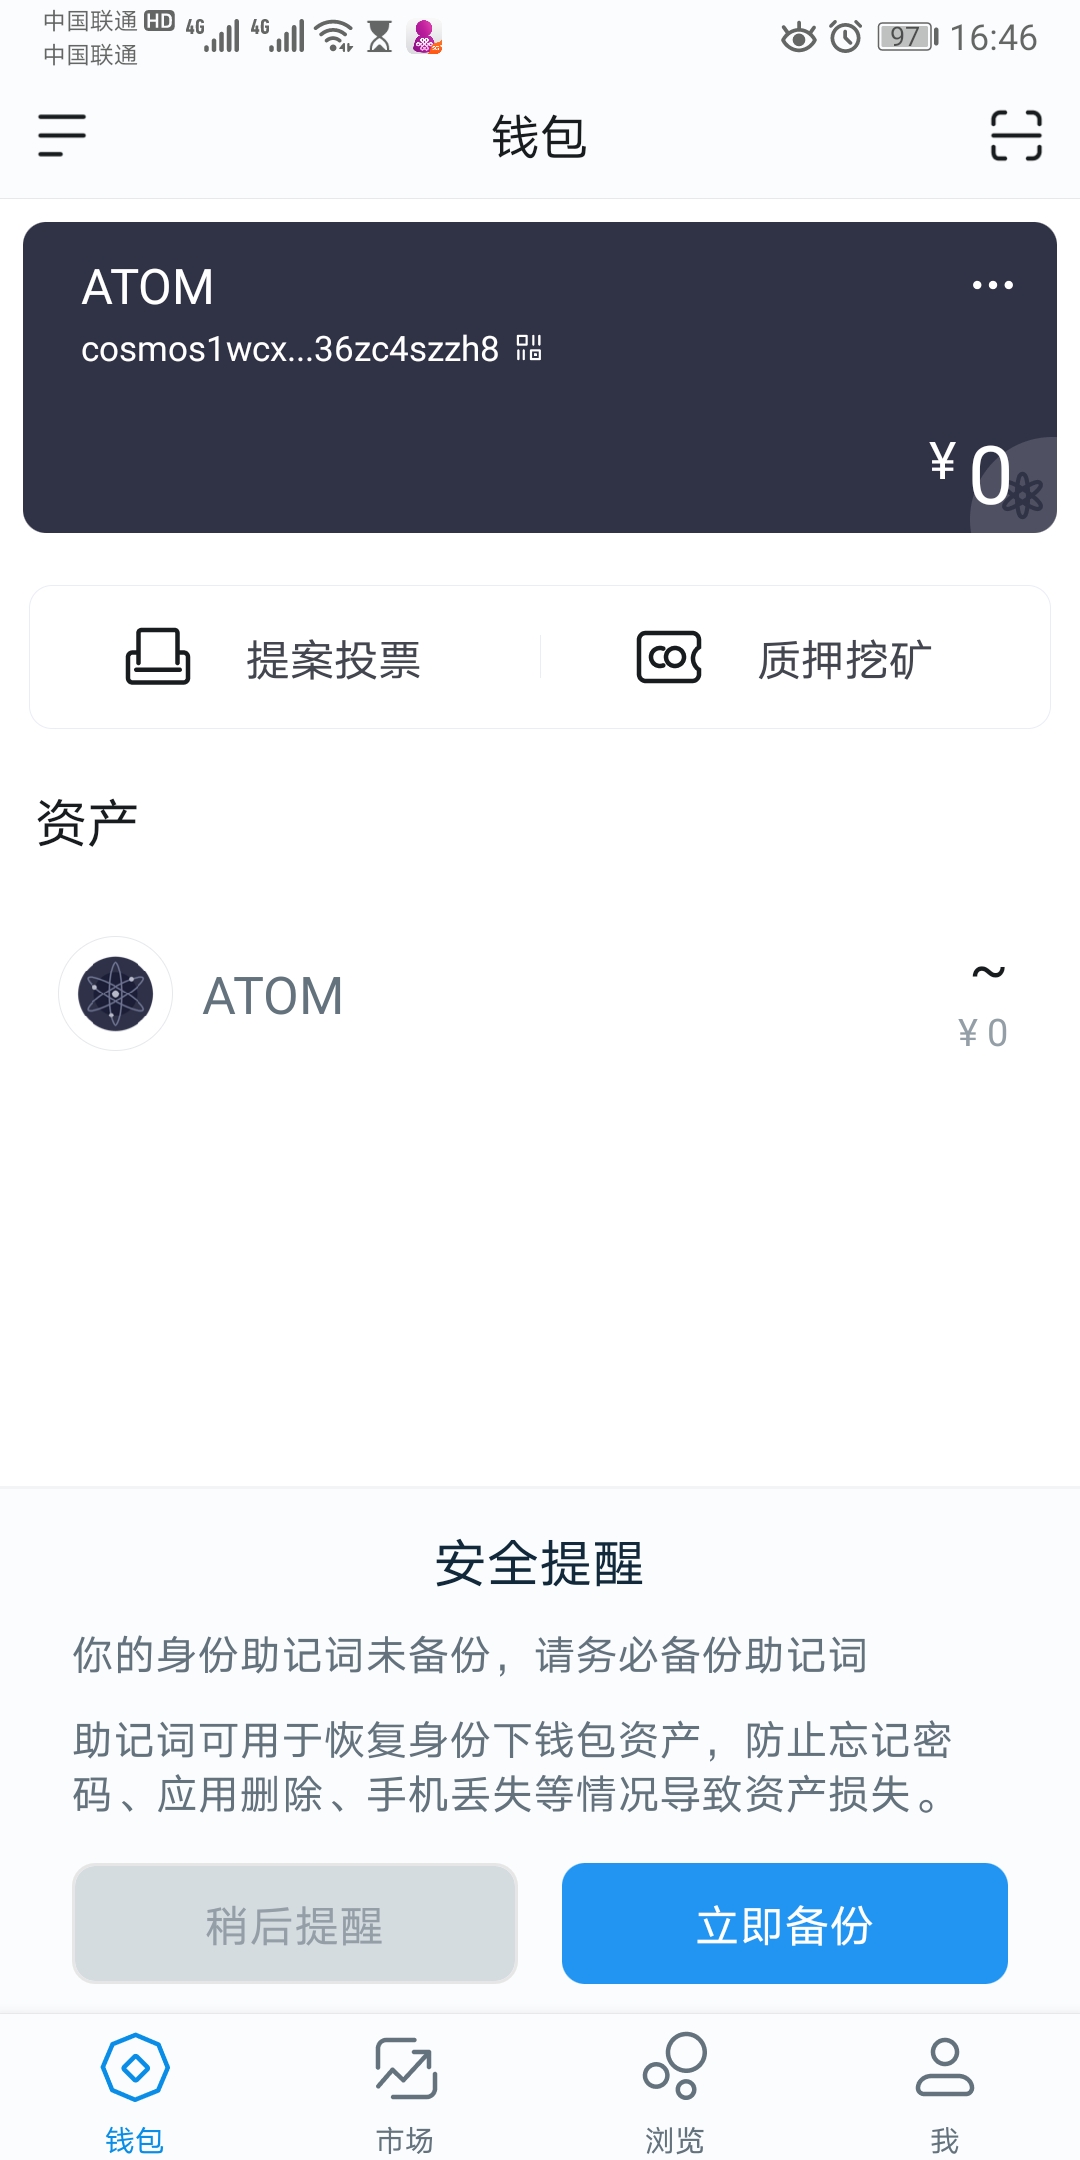 中国联通 HD 4G 4G 97 16:46
中国联通
钱包
ATOM
cosmos1wcx...36zc4szzh8
¥ 0
提案投票 质押挖矿
资产
ATOM ~
¥ 0
安全提醒
你的身份助记词未备份，请务必备份助记词
助记词可用于恢复身份下钱包资产，防止忘记密
码、应用删除、手机丢失等情况导致资产损失。
稍后提醒 立即备份
钱包 市场 浏览 我